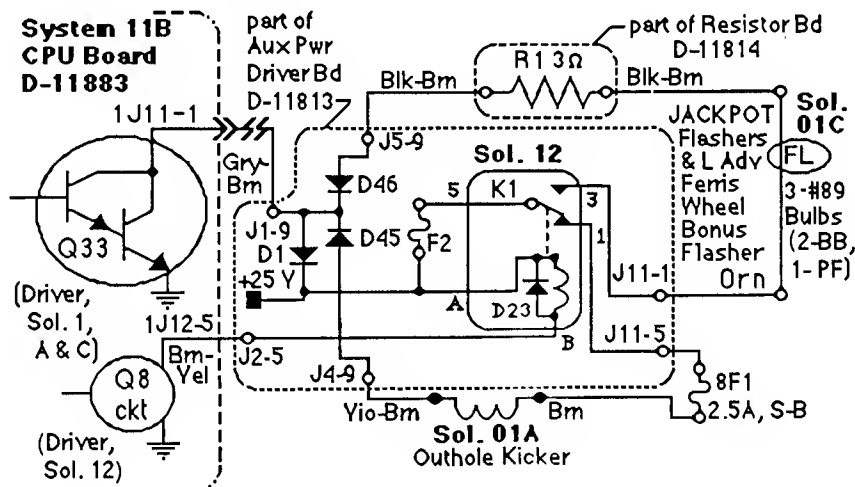 System 11B
CPU Board
D-11883
1J11-1
part of
Aux Pwr
Driver Bd
D-11813
part of Resistor Bd
D-11814
R1 3Ω
Blk-Brn
Blk-Brn
J5-9
Gry-
Brn
Sol. 12
JACKPOT
Flashers
& L Adv
Ferris
Wheel
Bonus
Flasher
Orn
Sol.
01C
FL
3-#89
Bulbs
(2-BB,
1-PF)
D46
D45
J1-9
D1
+25 Y
F2
5
K1
3
1
A
D23
B
J11-1
J11-5
Q33
(Driver,
Sol. 1,
A & C)
1J12-5
Brn-
Yel
J2-5
Q8
ckt
(Driver,
Sol. 12)
J4-9
Ylo-Brn
Brn
Sol. 01A
Outhole Kicker
8F1
2.5A, S-B